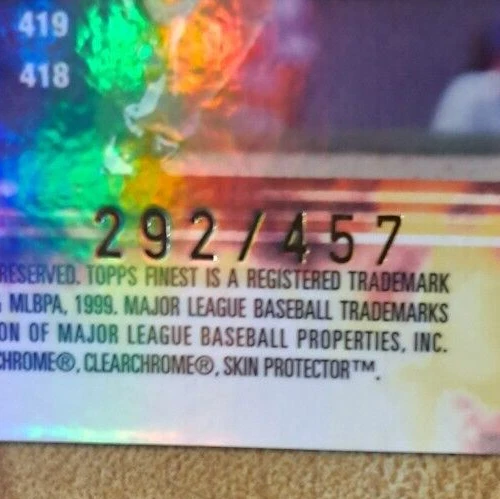 419
418
292/457
RESERVED. TOPPS FINEST IS A REGISTERED TRADEMARK
MLBPA, 1999. MAJOR LEAGUE BASEBALL TRADEMARKS
ION OF MAJOR LEAGUE BASEBALL PROPERTIES, INC.
CHROME®, CLEARCHROME®, SKIN PROTECTOR™.